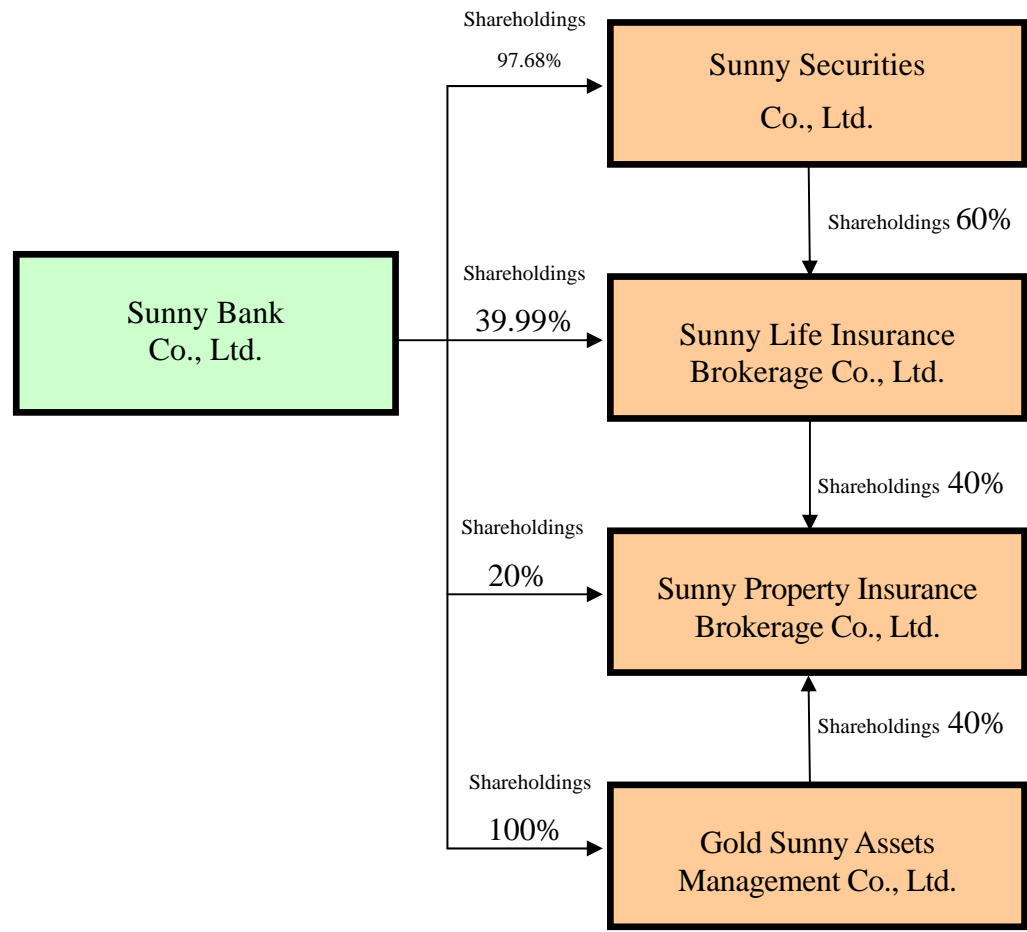 Shareholdings
97.68%
Sunny Securities
Co., Ltd.
Shareholdings 60%
Sunny Bank
Co., Ltd.
Shareholdings
39.99%
Sunny Life Insurance
Brokerage Co., Ltd.
Shareholdings 40%
Shareholdings
20%
Sunny Property Insurance
Brokerage Co., Ltd.
Shareholdings 40%
Shareholdings
100%
Gold Sunny Assets
Management Co., Ltd.